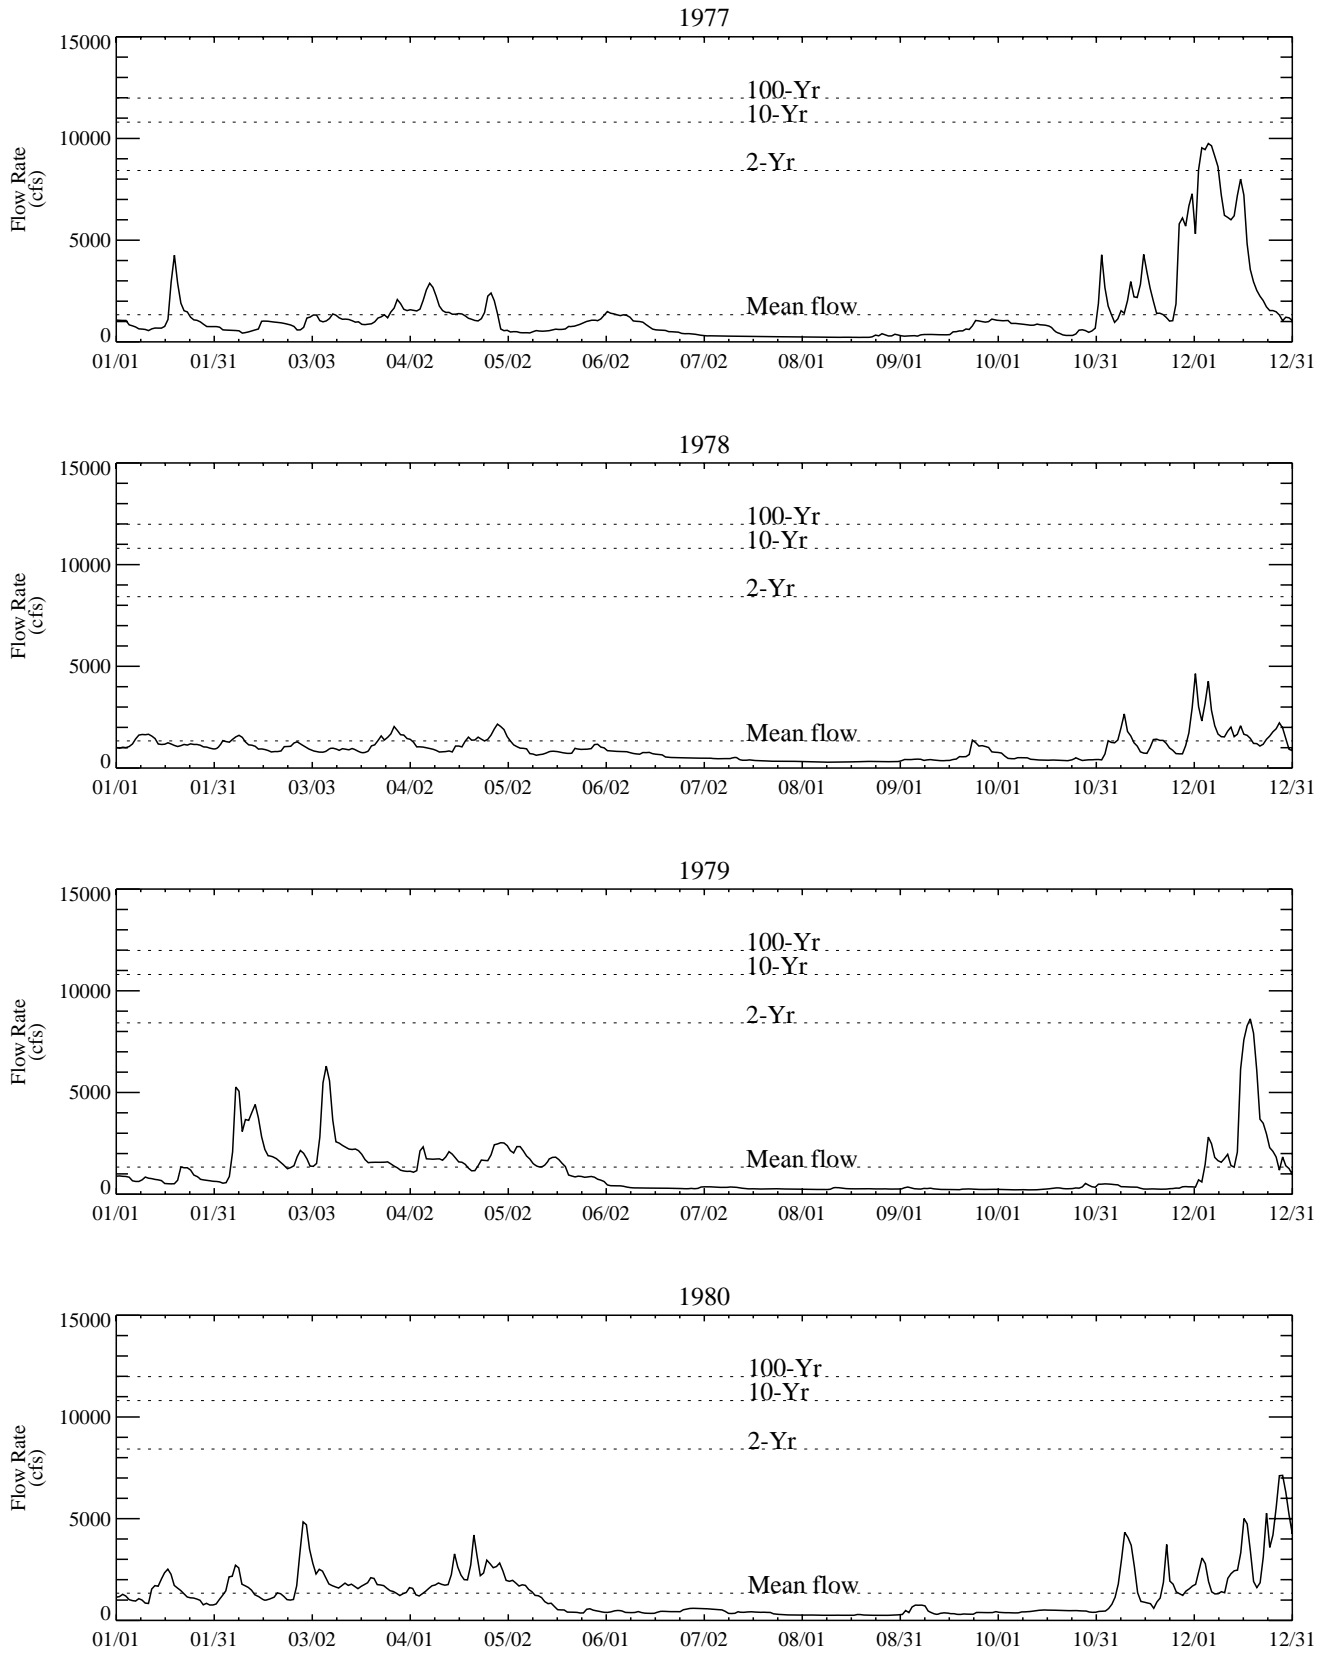 1977
15000
100-Yr
10-Yr
10000
2-Yr
Flow Rate
(cfs)
5000
Mean flow
0
01/01 01/31 03/03 04/02 05/02 06/02 07/02 08/01 09/01 10/01 10/31 12/01 12/31
1978
15000
100-Yr
10-Yr
10000
2-Yr
Flow Rate
(cfs)
5000
Mean flow
0
01/01 01/31 03/03 04/02 05/02 06/02 07/02 08/01 09/01 10/01 10/31 12/01 12/31
1979
15000
100-Yr
10-Yr
10000
2-Yr
Flow Rate
(cfs)
5000
Mean flow
0
01/01 01/31 03/03 04/02 05/02 06/02 07/02 08/01 09/01 10/01 10/31 12/01 12/31
1980
15000
100-Yr
10-Yr
10000
2-Yr
Flow Rate
(cfs)
5000
Mean flow
0
01/01 01/31 03/02 04/01 05/02 06/01 07/02 08/01 08/31 10/01 10/31 12/01 12/31